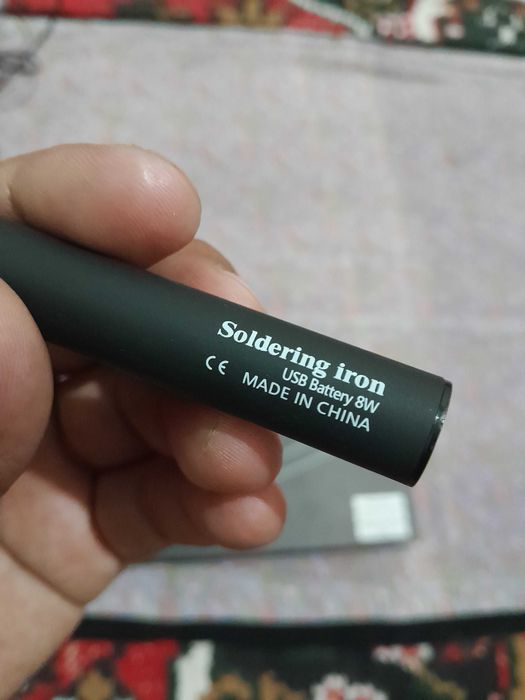 Soldering iron
USB Battery 8W
CE MADE IN CHINA